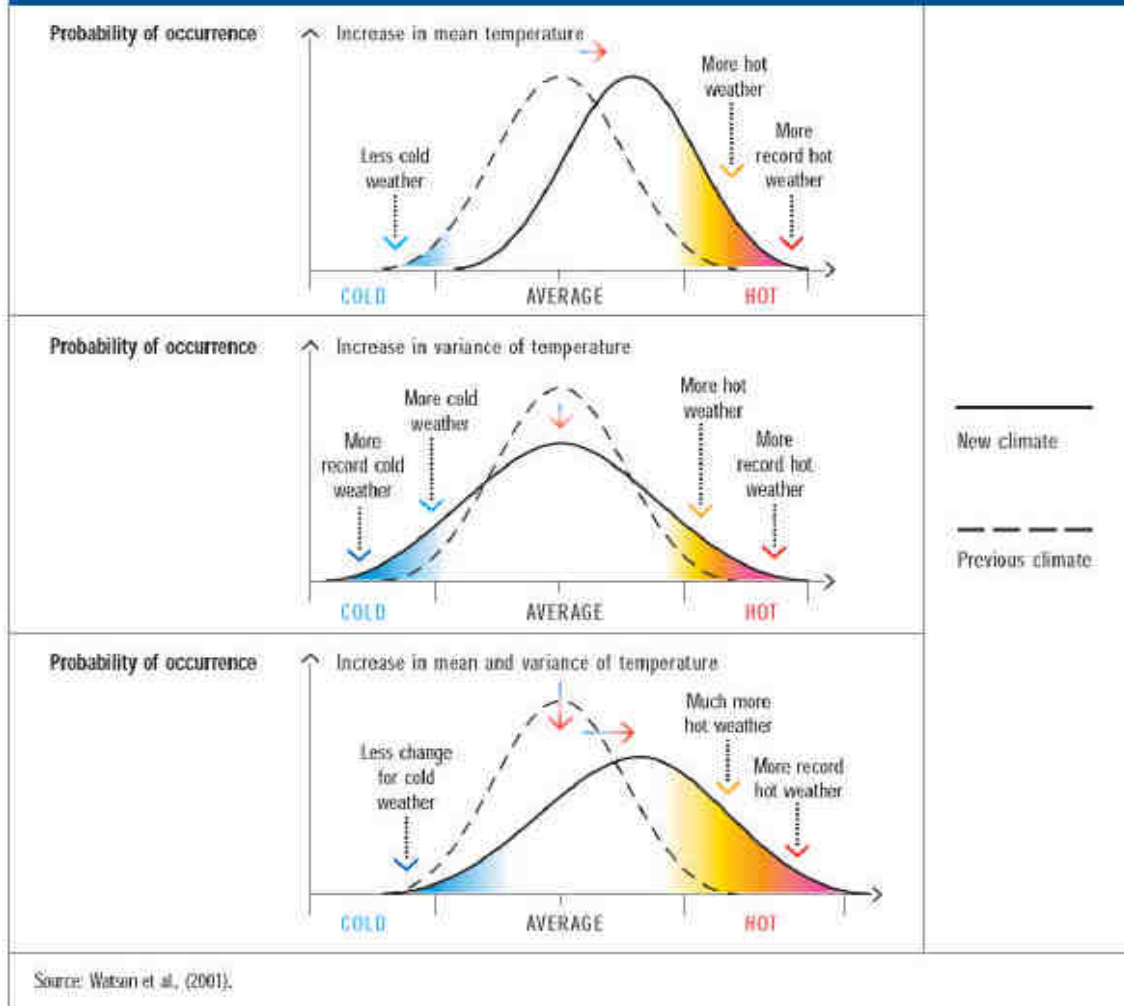 Probability of occurrence
Increase in mean temperature
More hot
weather
Less cold
weather
More
record hot
weather
COLD
AVERAGE
HOT
Probability of occurrence
Increase in variance of temperature
More cold
weather
More hot
weather
More
record cold
weather
More
record hot
weather
COLD
AVERAGE
HOT
New climate
Previous climate
Probability of occurrence
Increase in mean and variance of temperature
Much more
hot weather
Less change
for cold
weather
More record
hot weather
COLD
AVERAGE
HOT
Source: Watson et al., (2001).